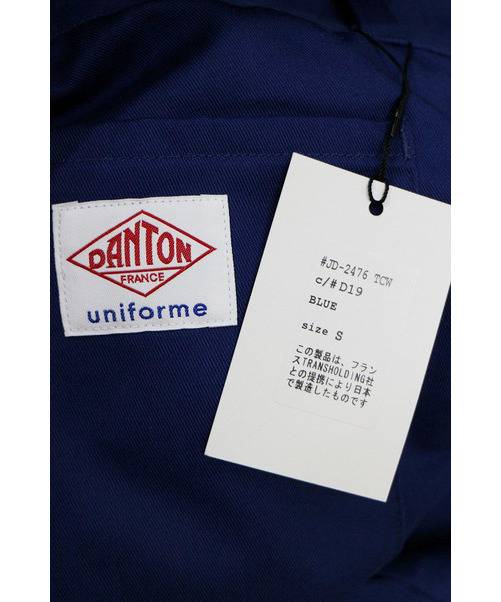 DANTON
FRANCE
uniforme
#JD-2476 TCW
c/# D19
BLUE
size S
この製品は、フラン
スTRANSHOLDING社
との提携により日本
で製造したものです